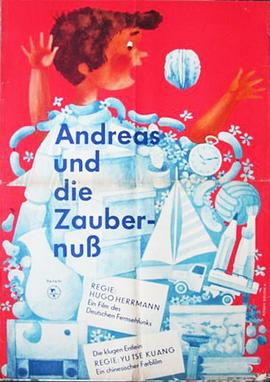 Andreas
und
die
Zauber-
nuß
REGIE:
HUGO HERRMANN
Ein Film des
Deutschen Fernsehfunks
Die klugen Entlein
REGIE: YU TSE KUANG
Ein chinesischer Farbfilm